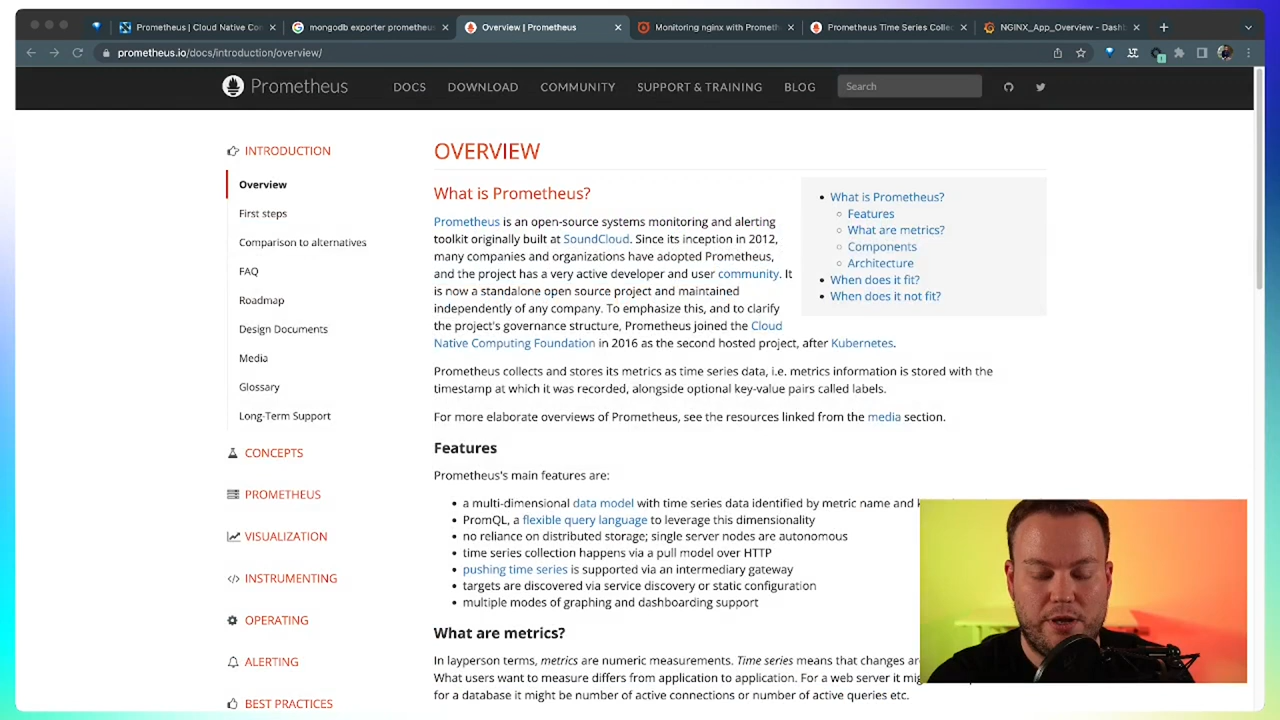 Prometheus | Cloud Native Con
mongodb exporter prometheus
Overview | Prometheus
Monitoring nginx with Prometh
Prometheus Time Series Collec
NGINX_App_Overview - Dashb
prometheus.io/docs/introduction/overview/
Prometheus
DOCS
DOWNLOAD
COMMUNITY
SUPPORT & TRAINING
BLOG
Search
INTRODUCTION
Overview
First steps
Comparison to alternatives
FAQ
Roadmap
Design Documents
Media
Glossary
Long-Term Support
CONCEPTS
PROMETHEUS
VISUALIZATION
INSTRUMENTING
OPERATING
ALERTING
BEST PRACTICES
OVERVIEW
What is Prometheus?
Prometheus is an open-source systems monitoring and alerting
toolkit originally built at SoundCloud. Since its inception in 2012,
many companies and organizations have adopted Prometheus,
and the project has a very active developer and user community. It
is now a standalone open source project and maintained
independently of any company. To emphasize this, and to clarify
the project's governance structure, Prometheus joined the Cloud
Native Computing Foundation in 2016 as the second hosted project, after Kubernetes.
• What is Prometheus?
◦ Features
◦ What are metrics?
◦ Components
◦ Architecture
• When does it fit?
• When does it not fit?
Prometheus collects and stores its metrics as time series data, i.e. metrics information is stored with the
timestamp at which it was recorded, alongside optional key-value pairs called labels.
For more elaborate overviews of Prometheus, see the resources linked from the media section.
Features
Prometheus's main features are:
• a multi-dimensional data model with time series data identified by metric name and k
• PromQL, a flexible query language to leverage this dimensionality
• no reliance on distributed storage; single server nodes are autonomous
• time series collection happens via a pull model over HTTP
• pushing time series is supported via an intermediary gateway
• targets are discovered via service discovery or static configuration
• multiple modes of graphing and dashboarding support
What are metrics?
In layperson terms, metrics are numeric measurements. Time series means that changes ar
What users want to measure differs from application to application. For a web server it mig
for a database it might be number of active connections or number of active queries etc.